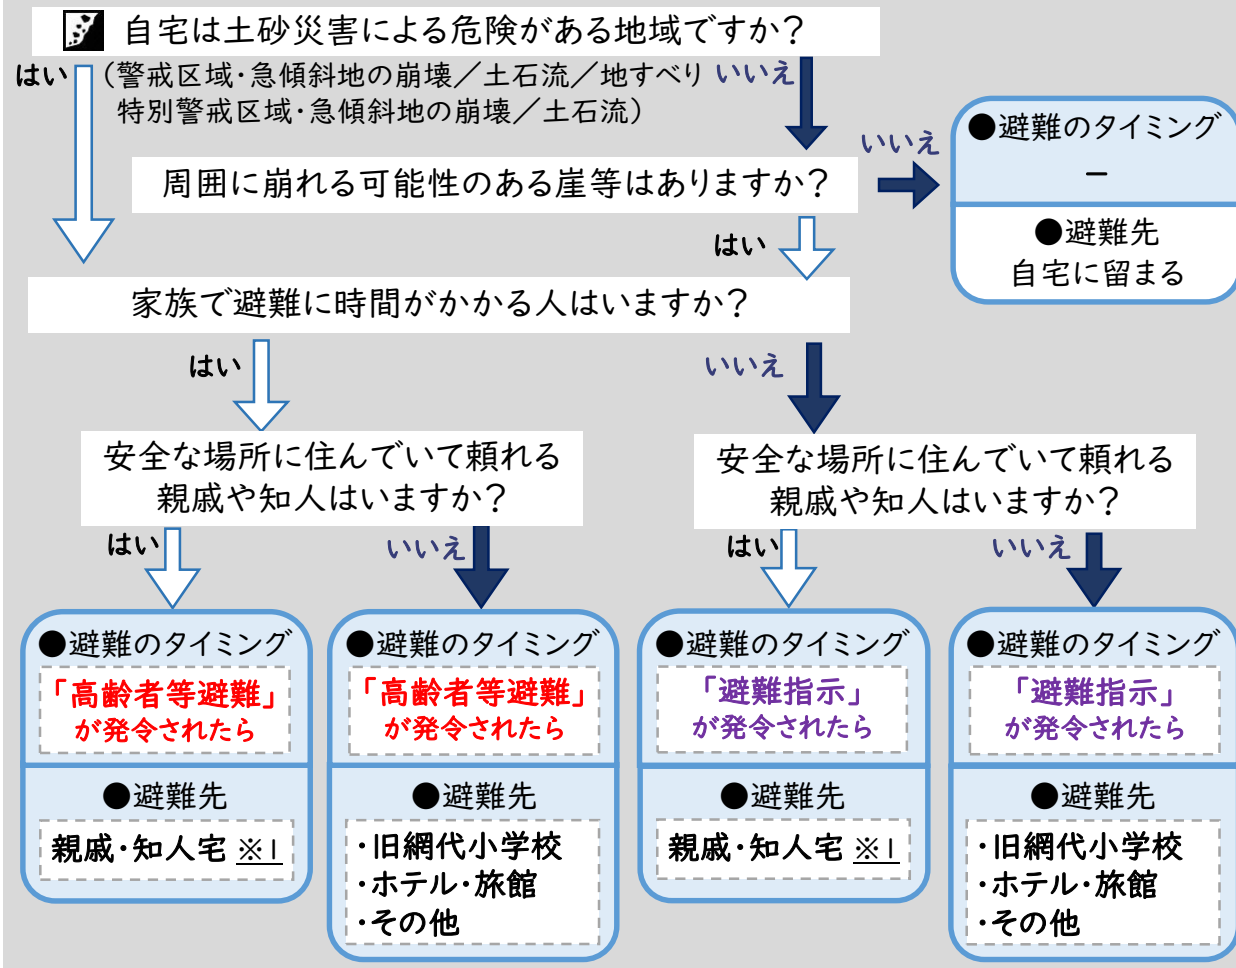 自宅は土砂災害による危険がある地域ですか？
はい
（警戒区域・急傾斜地の崩壊／土石流／地すべり
特別警戒区域・急傾斜地の崩壊／土石流）
いいえ
周囲に崩れる可能性のある崖等はありますか？
いいえ
●避難のタイミング
－
●避難先
自宅に留まる
はい
家族で避難に時間がかかる人はいますか？
はい
いいえ
安全な場所に住んでいて頼れる
親戚や知人はいますか？
安全な場所に住んでいて頼れる
親戚や知人はいますか？
はい
いいえ
はい
いいえ
●避難のタイミング
「高齢者等避難」
が発令されたら
●避難先
親戚・知人宅 ※1
●避難のタイミング
「高齢者等避難」
が発令されたら
●避難先
・旧網代小学校
・ホテル・旅館
・その他
●避難のタイミング
「避難指示」
が発令されたら
●避難先
親戚・知人宅 ※1
●避難のタイミング
「避難指示」
が発令されたら
●避難先
・旧網代小学校
・ホテル・旅館
・その他